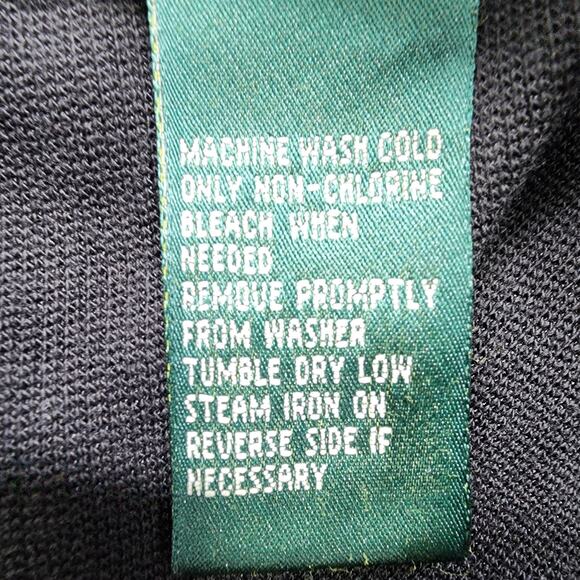 MACHINE WASH COLD
ONLY NON-CHLORINE
BLEACH WHEN
NEEDED
REMOVE PROMPTLY
FROM WASHER
TUMBLE DRY LOW
STEAM IRON ON
REVERSE SIDE IF
NECESSARY